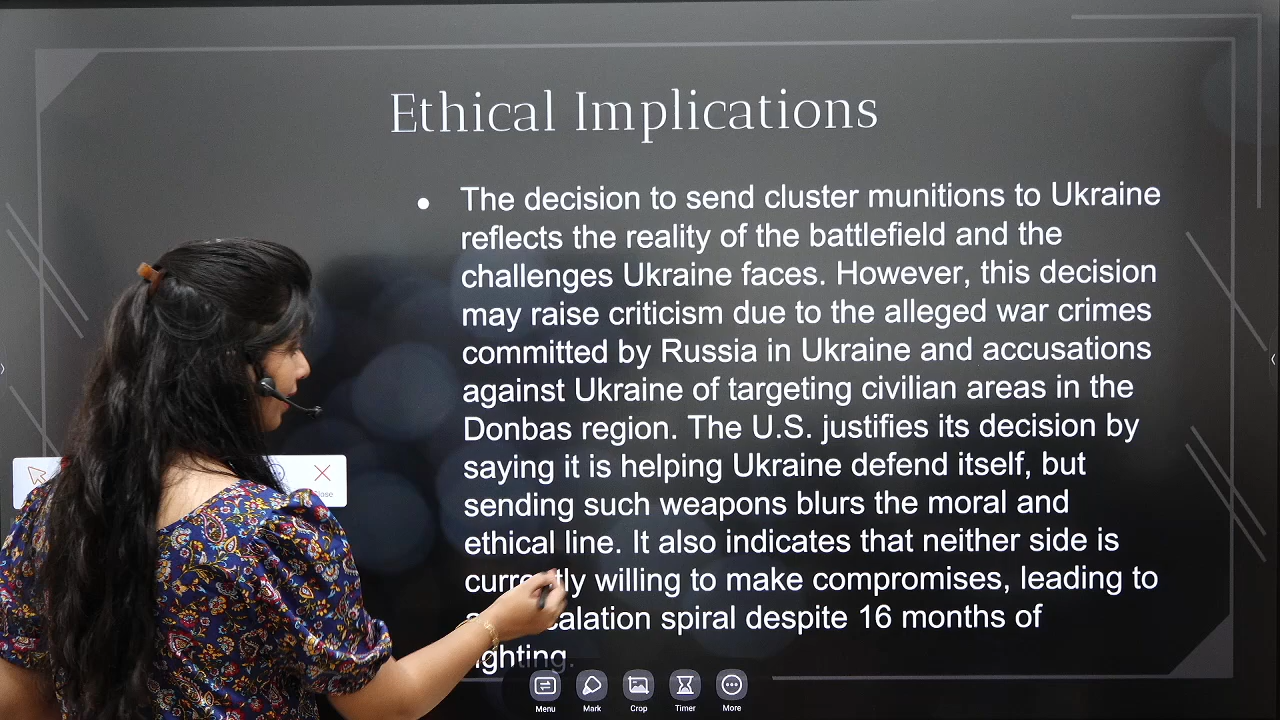 Ethical Implications
• The decision to send cluster munitions to Ukraine
reflects the reality of the battlefield and the
challenges Ukraine faces. However, this decision
may raise criticism due to the alleged war crimes
committed by Russia in Ukraine and accusations
against Ukraine of targeting civilian areas in the
Donbas region. The U.S. justifies its decision by
saying it is helping Ukraine defend itself, but
sending such weapons blurs the moral and
ethical line. It also indicates that neither side is
willing to make compromises, leading to
spiral despite 16 months of
Menu Mark Crop Timer More